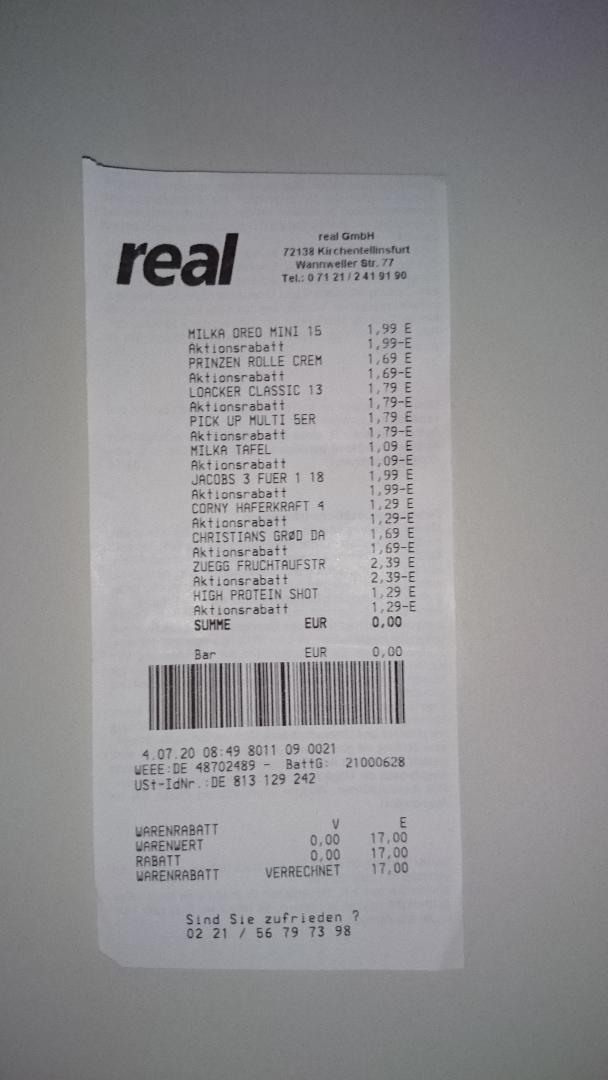 real
real GmbH
72138 Kirchentellinsfurt
Wannweiler Str. 77
Tel.: 0 71 21 / 2 41 91 90
MILKA OREO MINI 15 1,99 E
Aktionsrabatt 1,99-E
PRINZEN ROLLE CREM 1,69 E
Aktionsrabatt 1,69-E
LOACKER CLASSIC 13 1,79 E
Aktionsrabatt 1,79-E
PICK UP MULTI 5ER 1,79 E
Aktionsrabatt 1,79-E
MILKA TAFEL 1,09 E
Aktionsrabatt 1,09-E
JACOBS 3 FUER 1 18 1,99 E
Aktionsrabatt 1,99-E
CORNY HAFERKRAFT 4 1,29 E
Aktionsrabatt 1,29-E
CHRISTIANS GRØD DA 1,69 E
Aktionsrabatt 1,69-E
ZUEGG FRUCHTAUFSTR 2,39 E
Aktionsrabatt 2,39-E
HIGH PROTEIN SHOT 1,29 E
Aktionsrabatt 1,29-E
SUMME EUR 0,00
Bar EUR 0,00
4.07.20 08:49 8011 09 0021
WEEE:DE 48702489 - BattG: 21000628
USt-IdNr.:DE 813 129 242
V E
WARENRABATT
WARENWERT 0,00 17,00
RABATT 0,00 17,00
WARENRABATT VERRECHNET 17,00
Sind Sie zufrieden ?
02 21 / 56 79 73 98